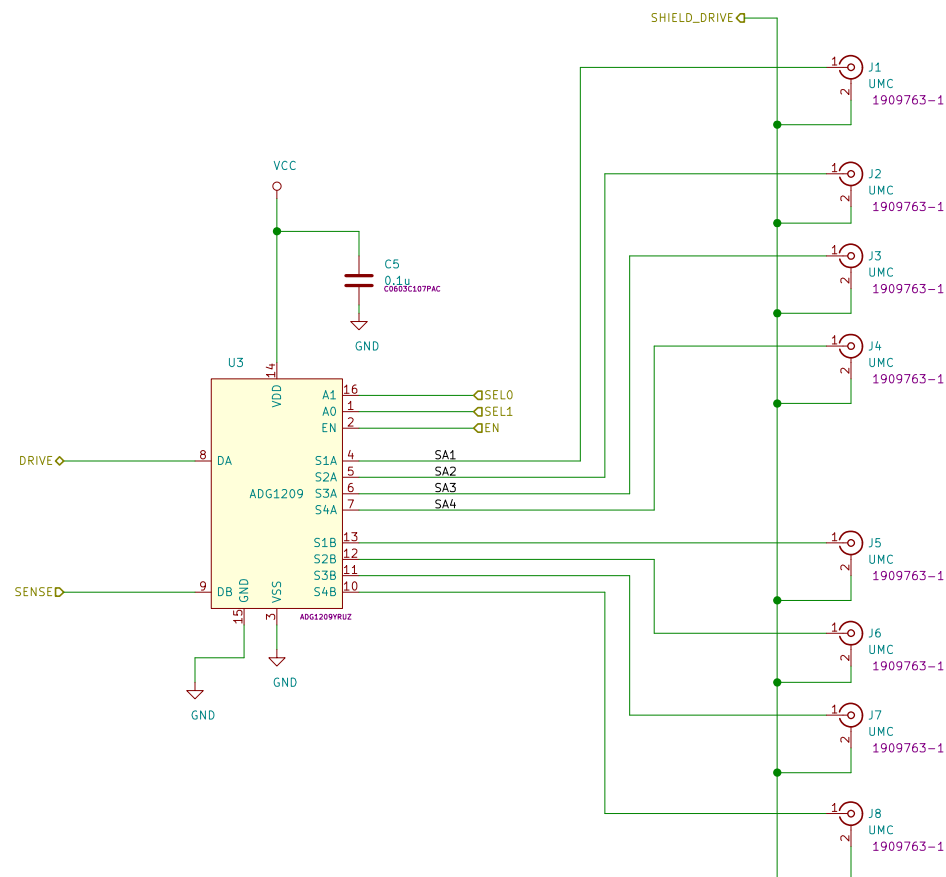 SHIELD_DRIVE
1 J1
UMC
2 1909763-1
VCC
1 J2
UMC
2 1909763-1
C5
0.1u
C0603C107PAC
GND
1 J3
UMC
2 1909763-1
1 J4
UMC
2 1909763-1
U3
14
VDD
A1 16 SEL0
A0 1 SEL1
EN 2 EN
DRIVE 8 DA
S1A 4 SA1
S2A 5 SA2
ADG1209
S3A 6 SA3
S4A 7 SA4
S1B 13
S2B 12
S3B 11
S4B 10
SENSE 9 DB
GND
VSS
15
3
ADG1209YRUZ
GND
GND
1 J5
UMC
2 1909763-1
1 J6
UMC
2 1909763-1
1 J7
UMC
2 1909763-1
1 J8
UMC
2 1909763-1